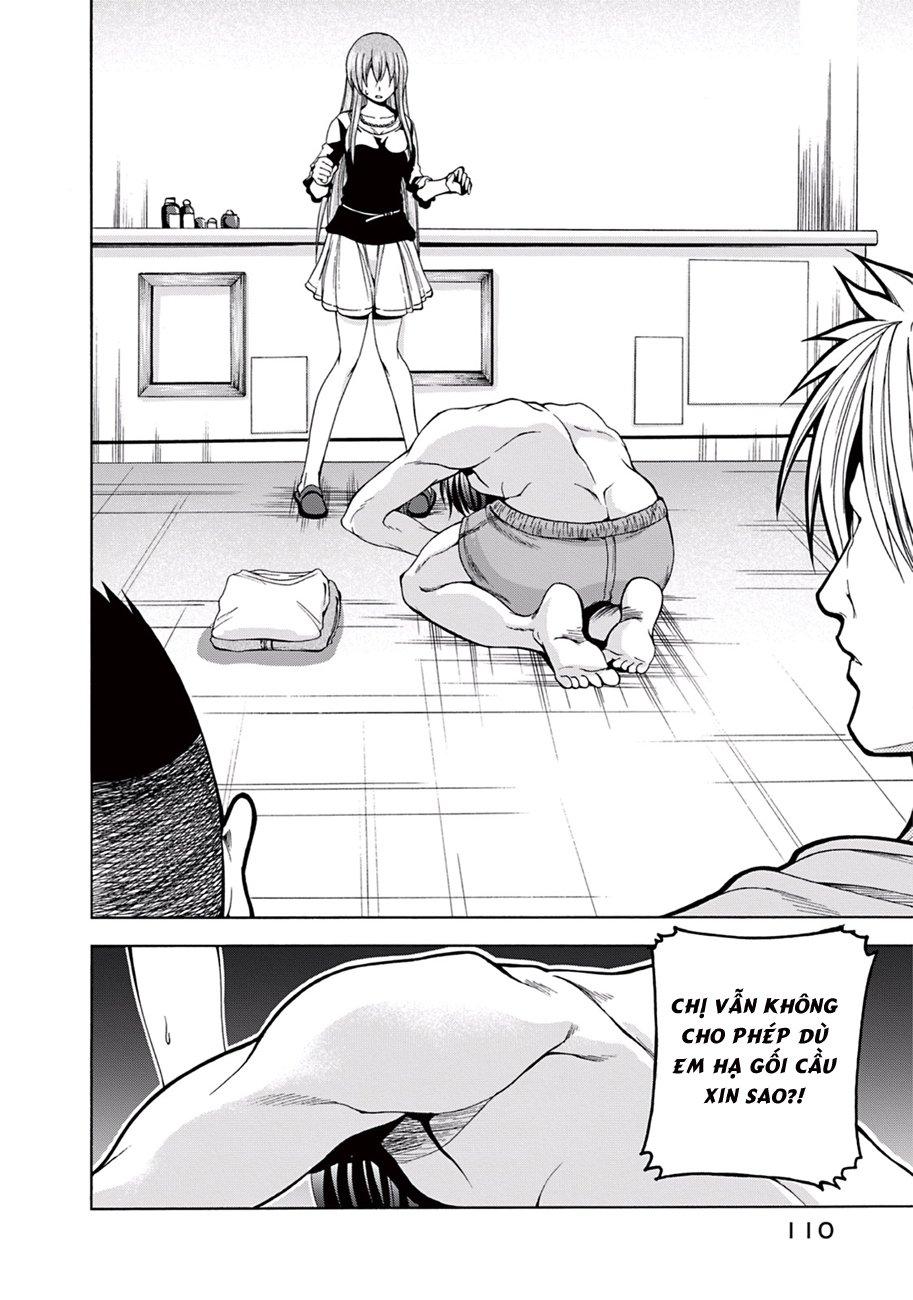 CHỊ VẪN KHÔNG
CHO PHÉP DÙ
EM HẠ GỐI CẦU
XIN SAO?!
110